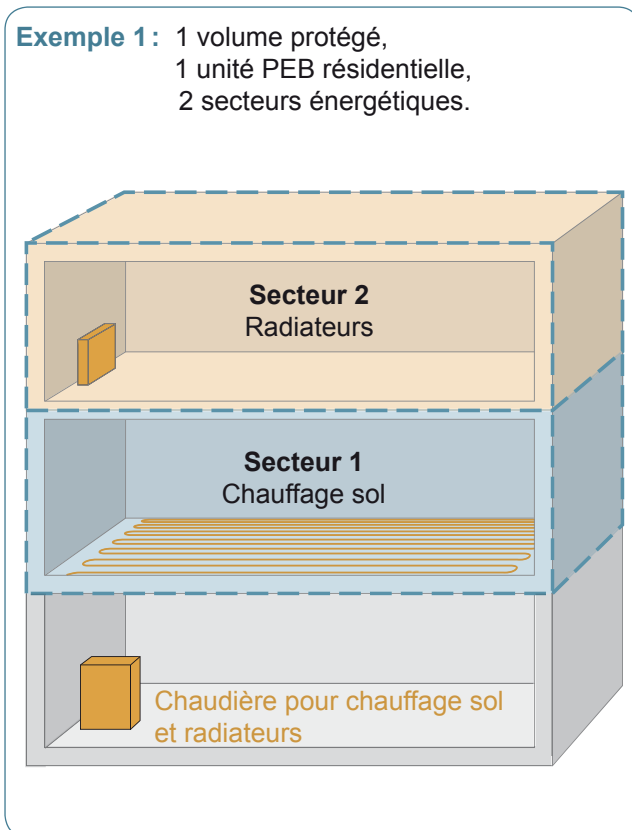 Exemple 1 : 1 volume protégé,
1 unité PEB résidentielle,
2 secteurs énergétiques.
Secteur 2
Radiateurs
Secteur 1
Chauffage sol
Chaudière pour chauffage sol
et radiateurs